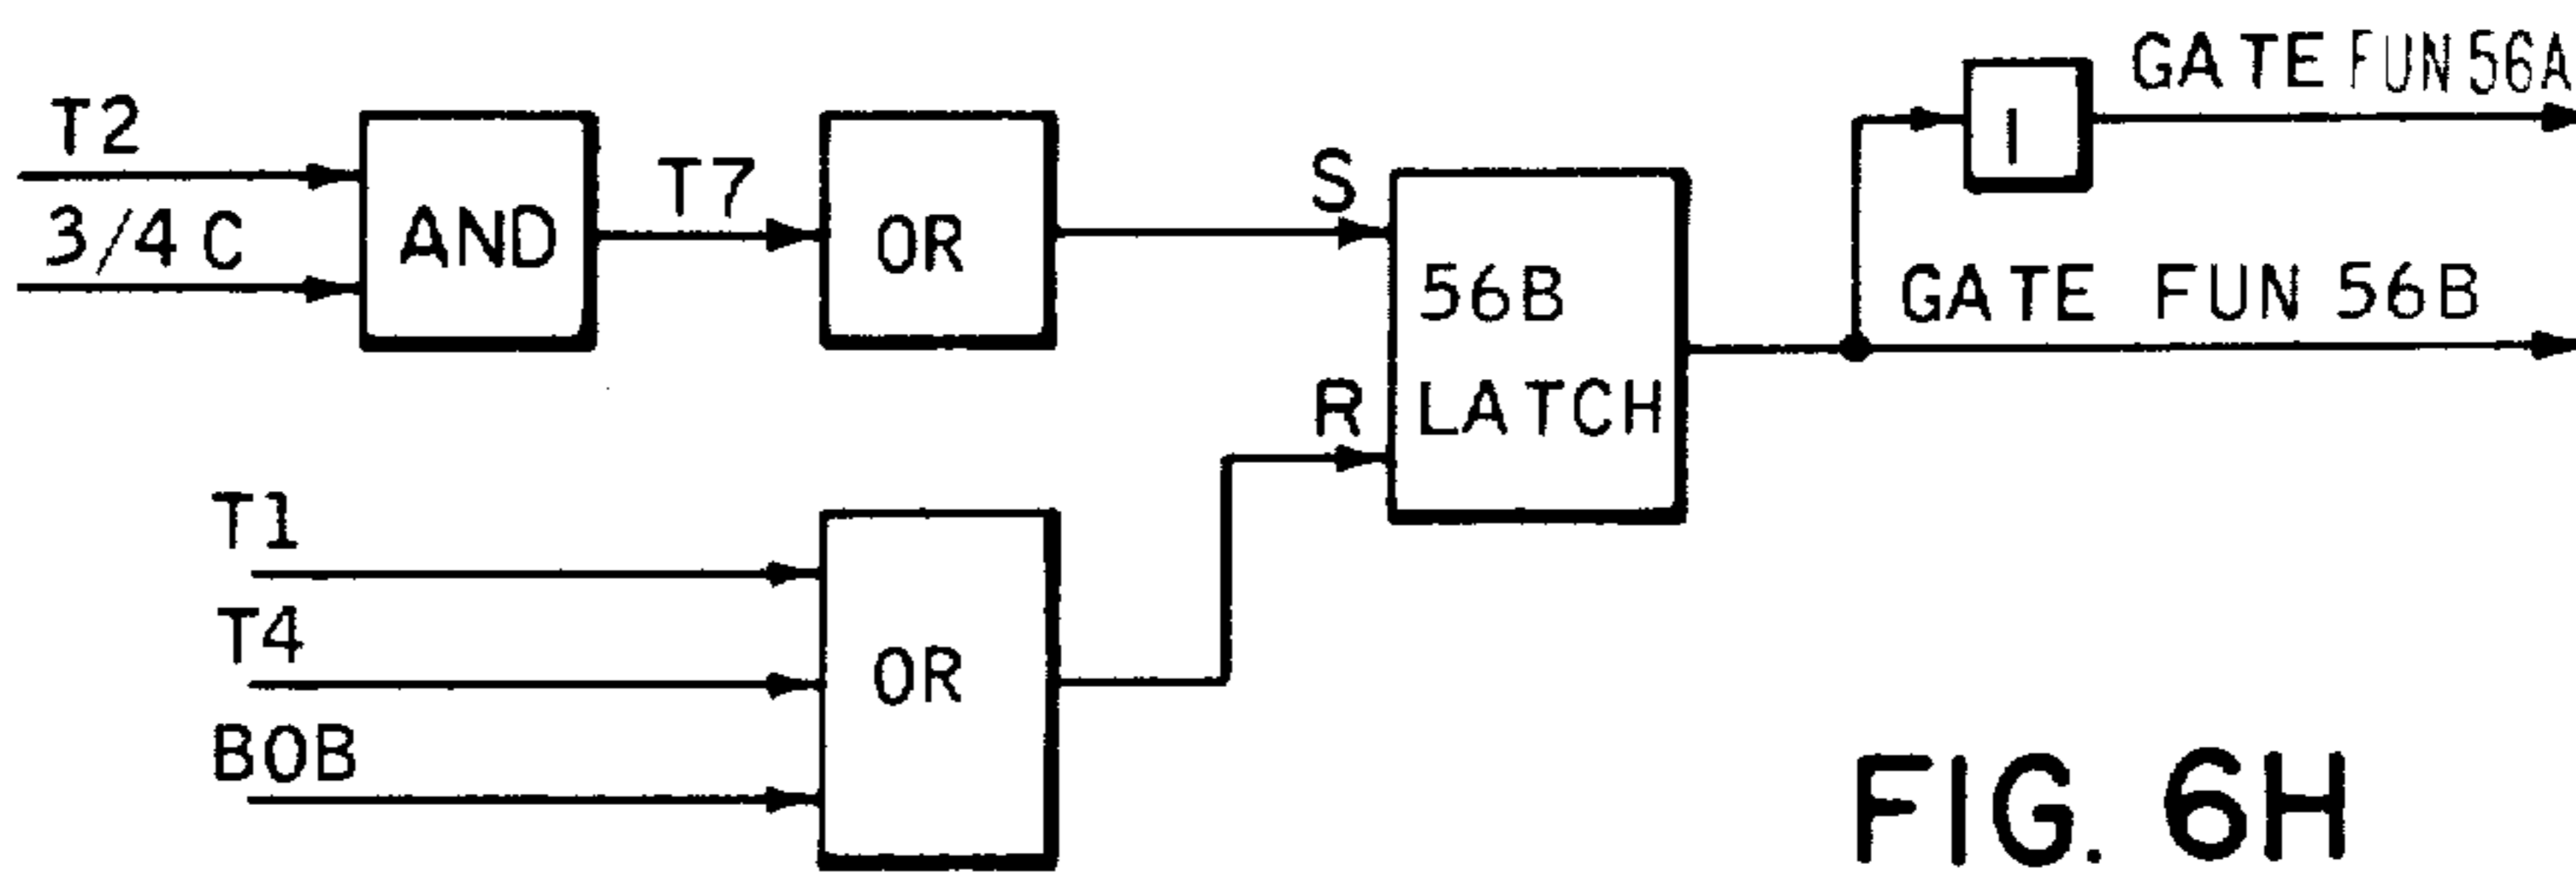 T2
3/4 C
AND
T7
OR
S
R
56B
LATCH
I
GATE FUN 56A
GATE FUN 56B
T1
T4
BOB
OR
FIG. 6H